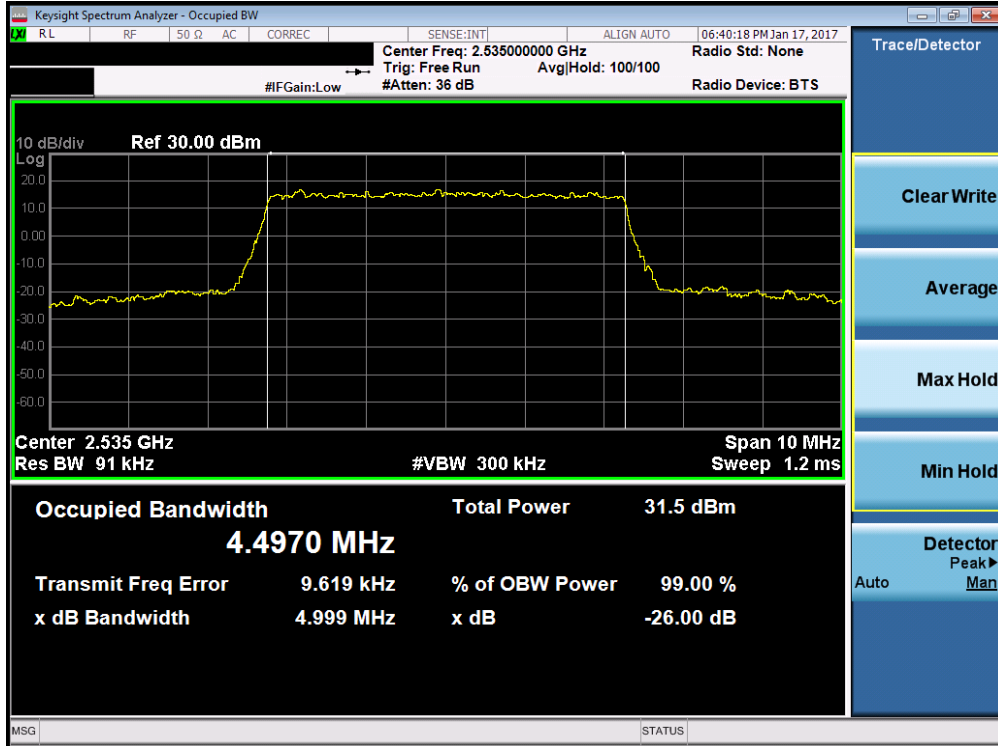 Keysight Spectrum Analyzer - Occupied BW
LXI RL RF 50 Ω AC CORREC SENSE:INT ALIGN AUTO 06:40:18 PM Jan 17, 2017
Center Freq: 2.535000000 GHz Radio Std: None
Trig: Free Run Avg|Hold: 100/100
#IFGain:Low #Atten: 36 dB Radio Device: BTS
10 dB/div Ref 30.00 dBm
Log
20.0
10.0
0.00
-10.0
-20.0
-30.0
-40.0
-50.0
-60.0
Center 2.535 GHz Span 10 MHz
Res BW 91 kHz #VBW 300 kHz Sweep 1.2 ms
Occupied Bandwidth Total Power 31.5 dBm
4.4970 MHz
Transmit Freq Error 9.619 kHz % of OBW Power 99.00 %
x dB Bandwidth 4.999 MHz x dB -26.00 dB
MSG STATUS
Trace/Detector
Clear Write
Average
Max Hold
Min Hold
Detector
Peak▶
Auto Man